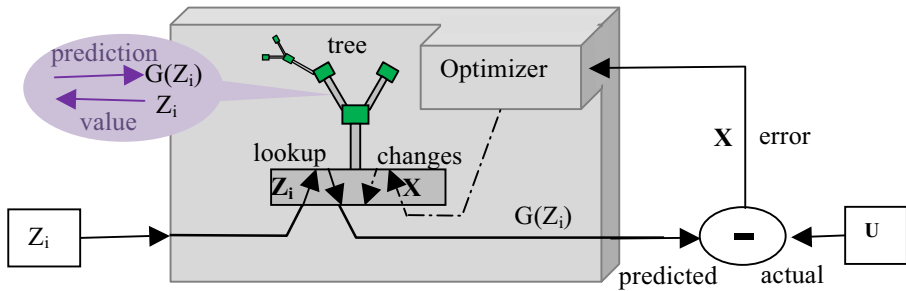 tree
prediction
G(Zᵢ)
Zᵢ
value
Optimizer
X
error
lookup
changes
Zᵢ
X
G(Zᵢ)
Zᵢ
-
U
predicted
actual